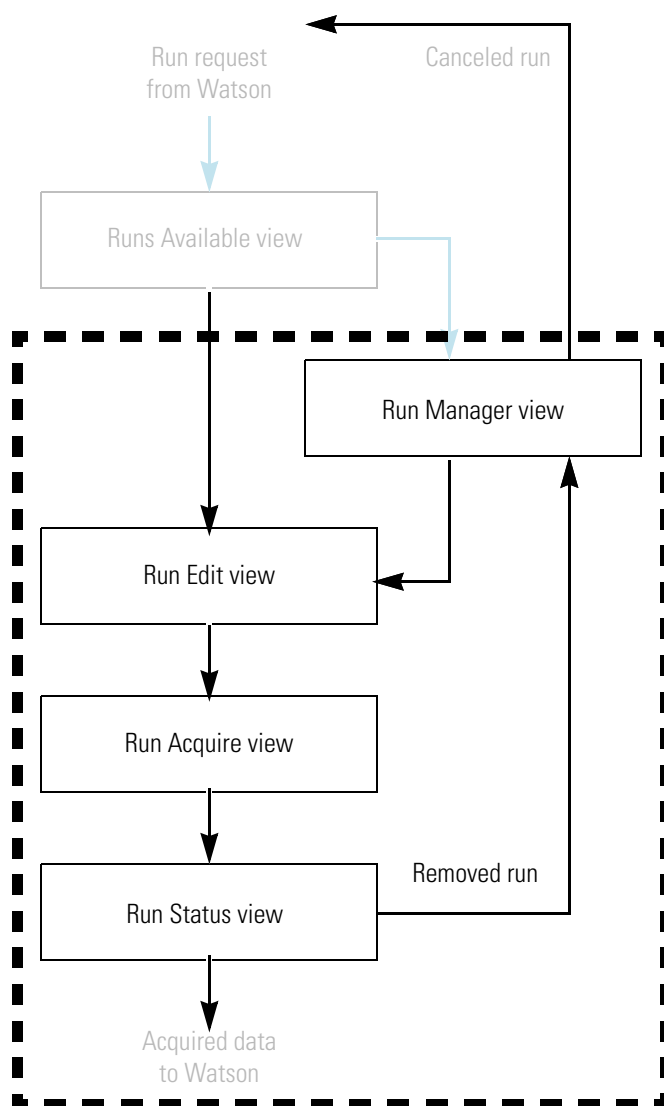 Run request
from Watson
Canceled run
Runs Available view
Run Manager view
Run Edit view
Run Acquire view
Removed run
Run Status view
Acquired data
to Watson